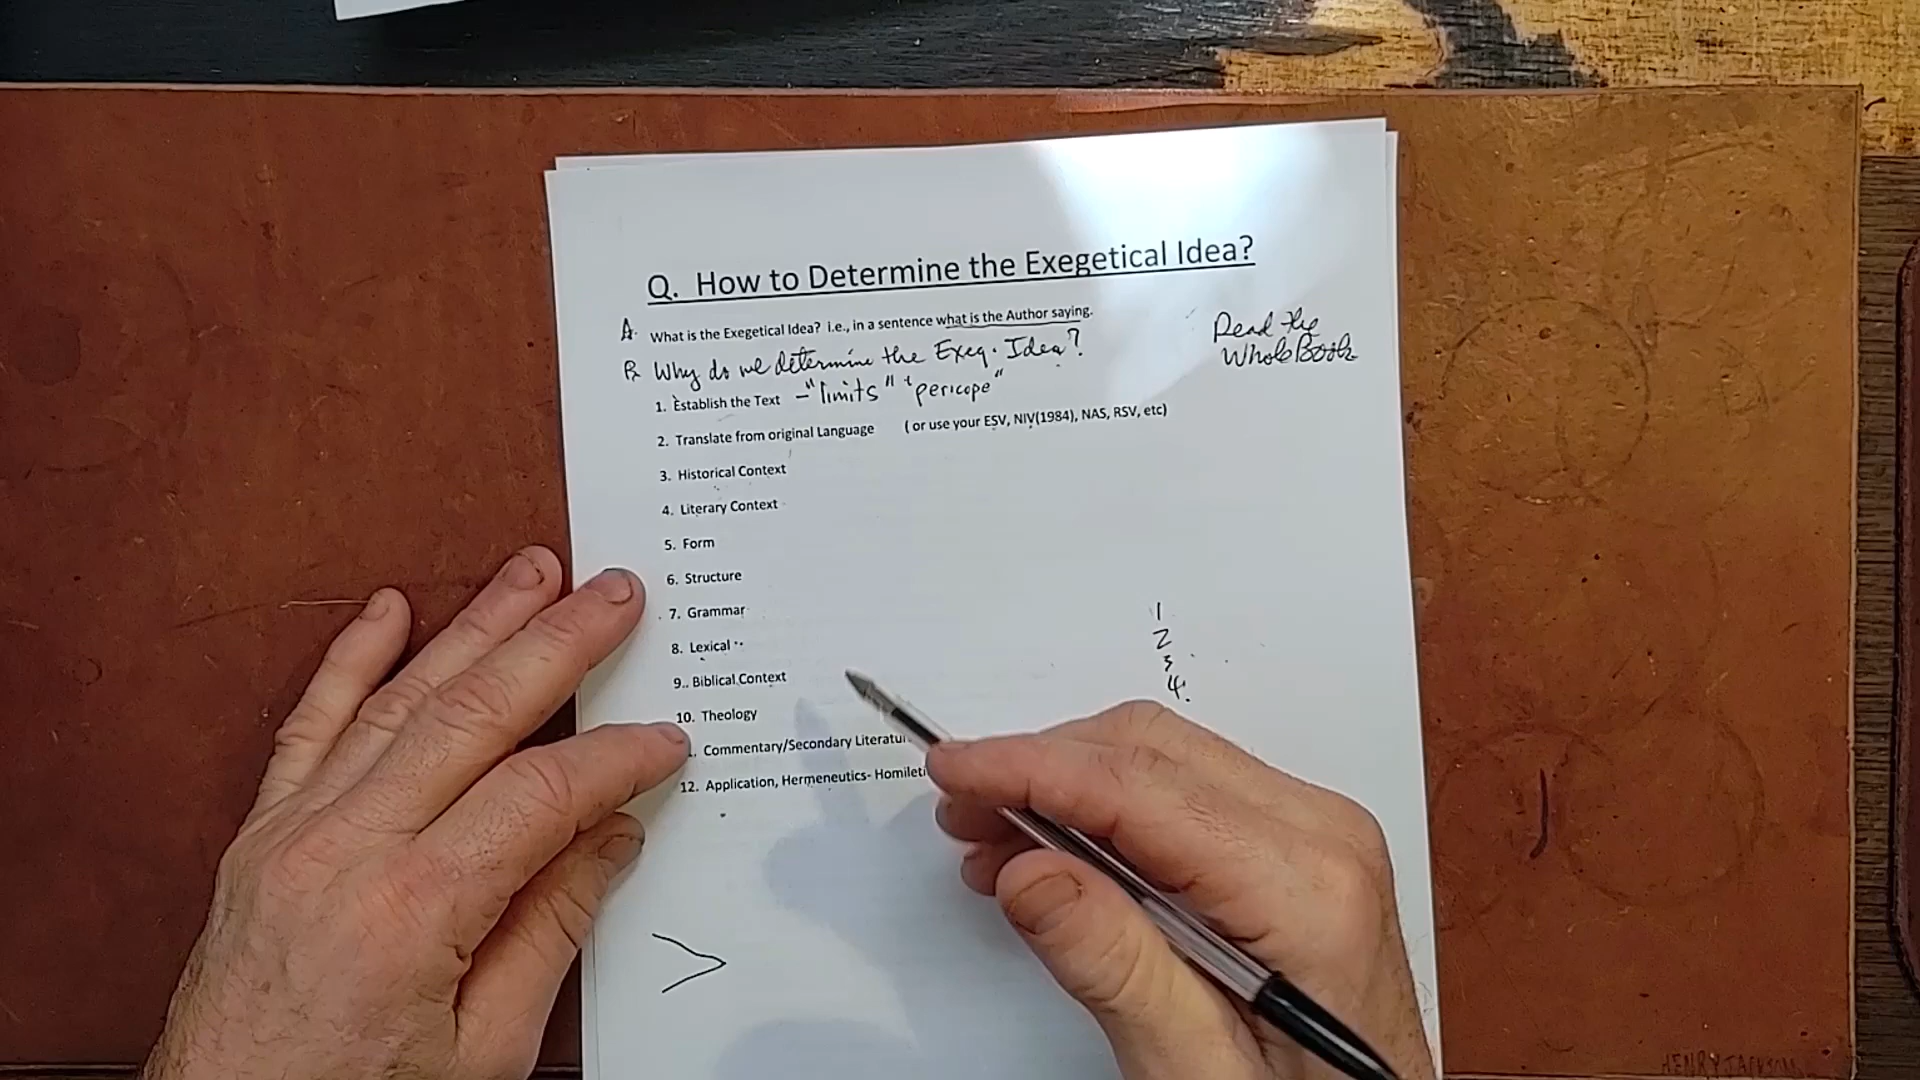 Q. How to Determine the Exegetical Idea?
A. What is the Exegetical Idea? i.e., in a sentence what is the Author saying.
B. Why do we determine the Exeg. Idea?
Read the
Whole Book
1. Establish the Text - "limits" + "pericope"
2. Translate from original Language ( or use your ESV, NIV(1984), NAS, RSV, etc)
3. Historical Context
4. Literary Context
5. Form
6. Structure
7. Grammar
8. Lexical
9.. Biblical Context
10. Theology
. Commentary/Secondary Literatu
12. Application, Hermeneutics- Homileti
1
2
3
4.
HENRY JACKSON